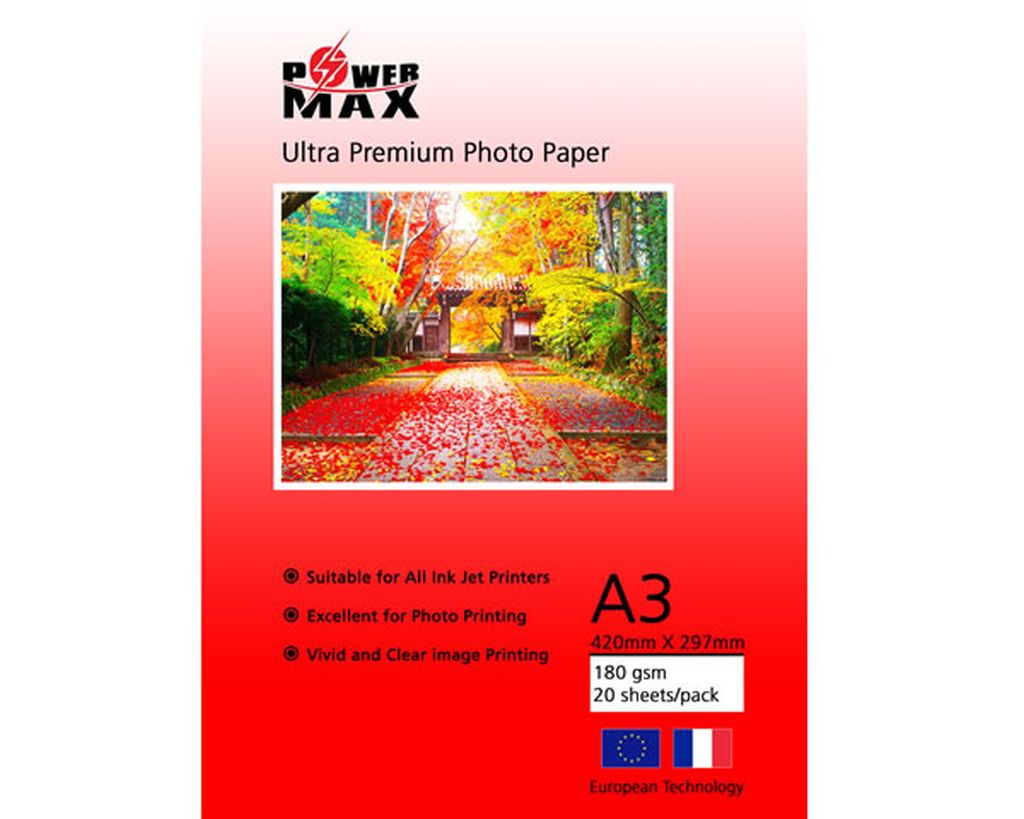 POWER
MAX
Ultra Premium Photo Paper
Suitable for All Ink Jet Printers
Excellent for Photo Printing
Vivid and Clear image Printing
A3
420mm X 297mm
180 gsm
20 sheets/pack
European Technology